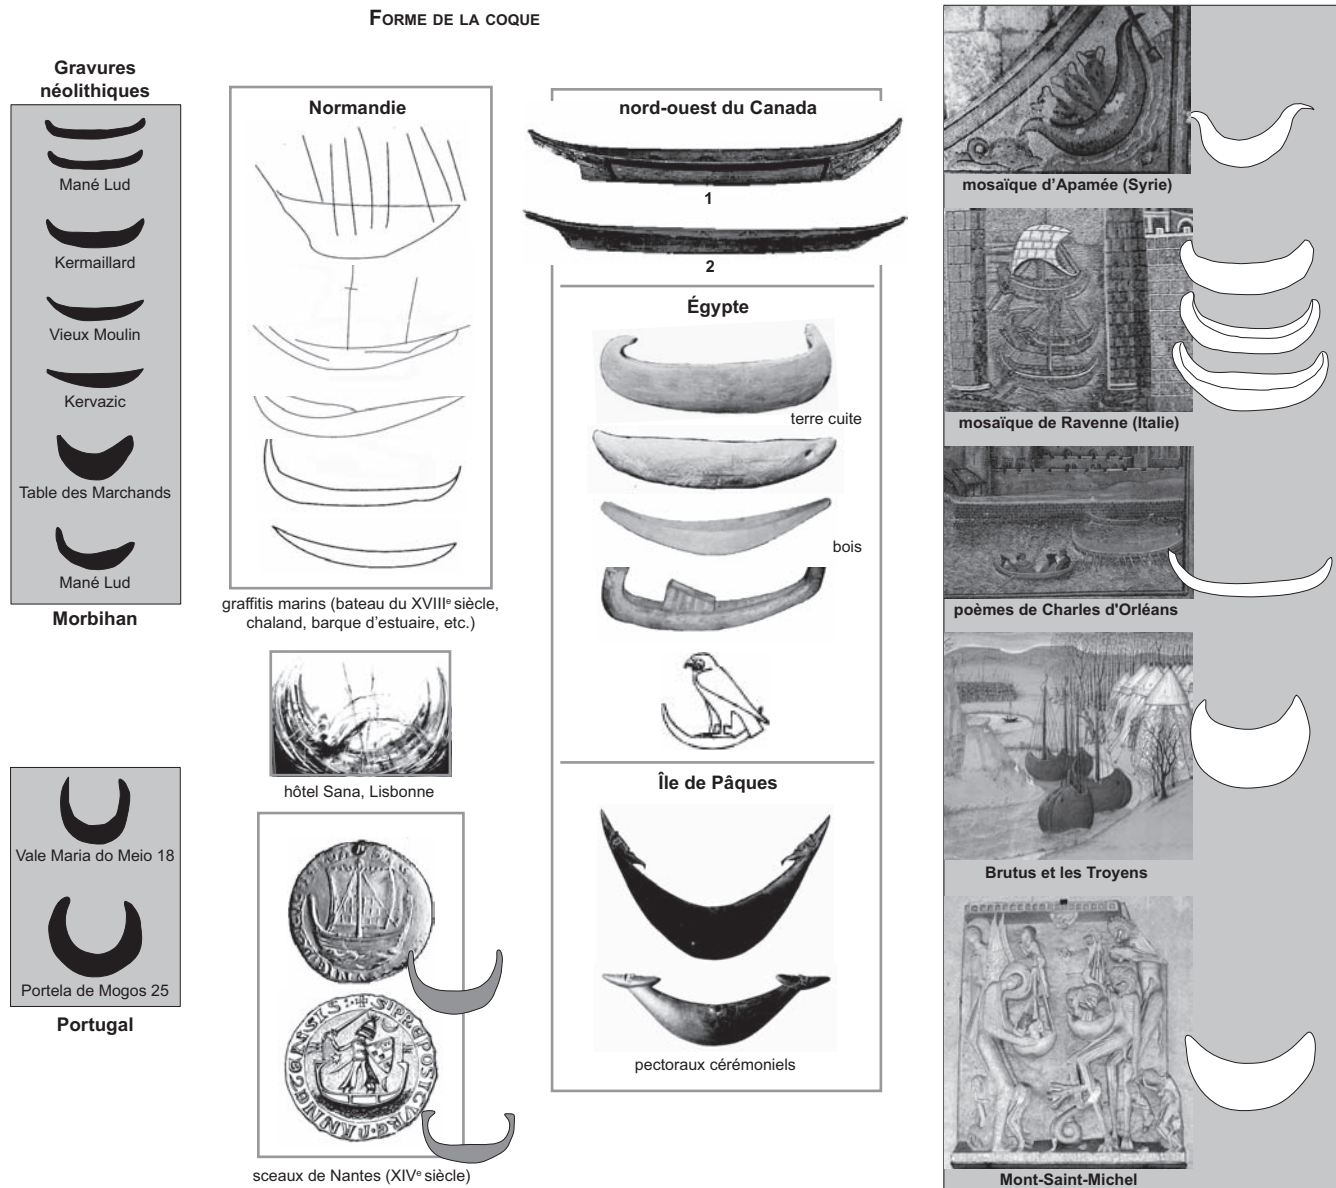 FORME DE LA COQUE
Gravures
néolithiques
Mané Lud
Kermaillard
Vieux Moulin
Kervazic
Table des Marchands
Mané Lud
Morbihan
Vale Maria do Meio 18
Portela de Mogos 25
Portugal
Normandie
graffitis marins (bateau du XVIIIe siècle,
chaland, barque d'estuaire, etc.)
hôtel Sana, Lisbonne
sceaux de Nantes (XIVe siècle)
nord-ouest du Canada
1
2
Égypte
terre cuite
bois
Île de Pâques
pectoraux cérémoniels
mosaïque d'Apamée (Syrie)
mosaïque de Ravenne (Italie)
poèmes de Charles d'Orléans
Brutus et les Troyens
Mont-Saint-Michel